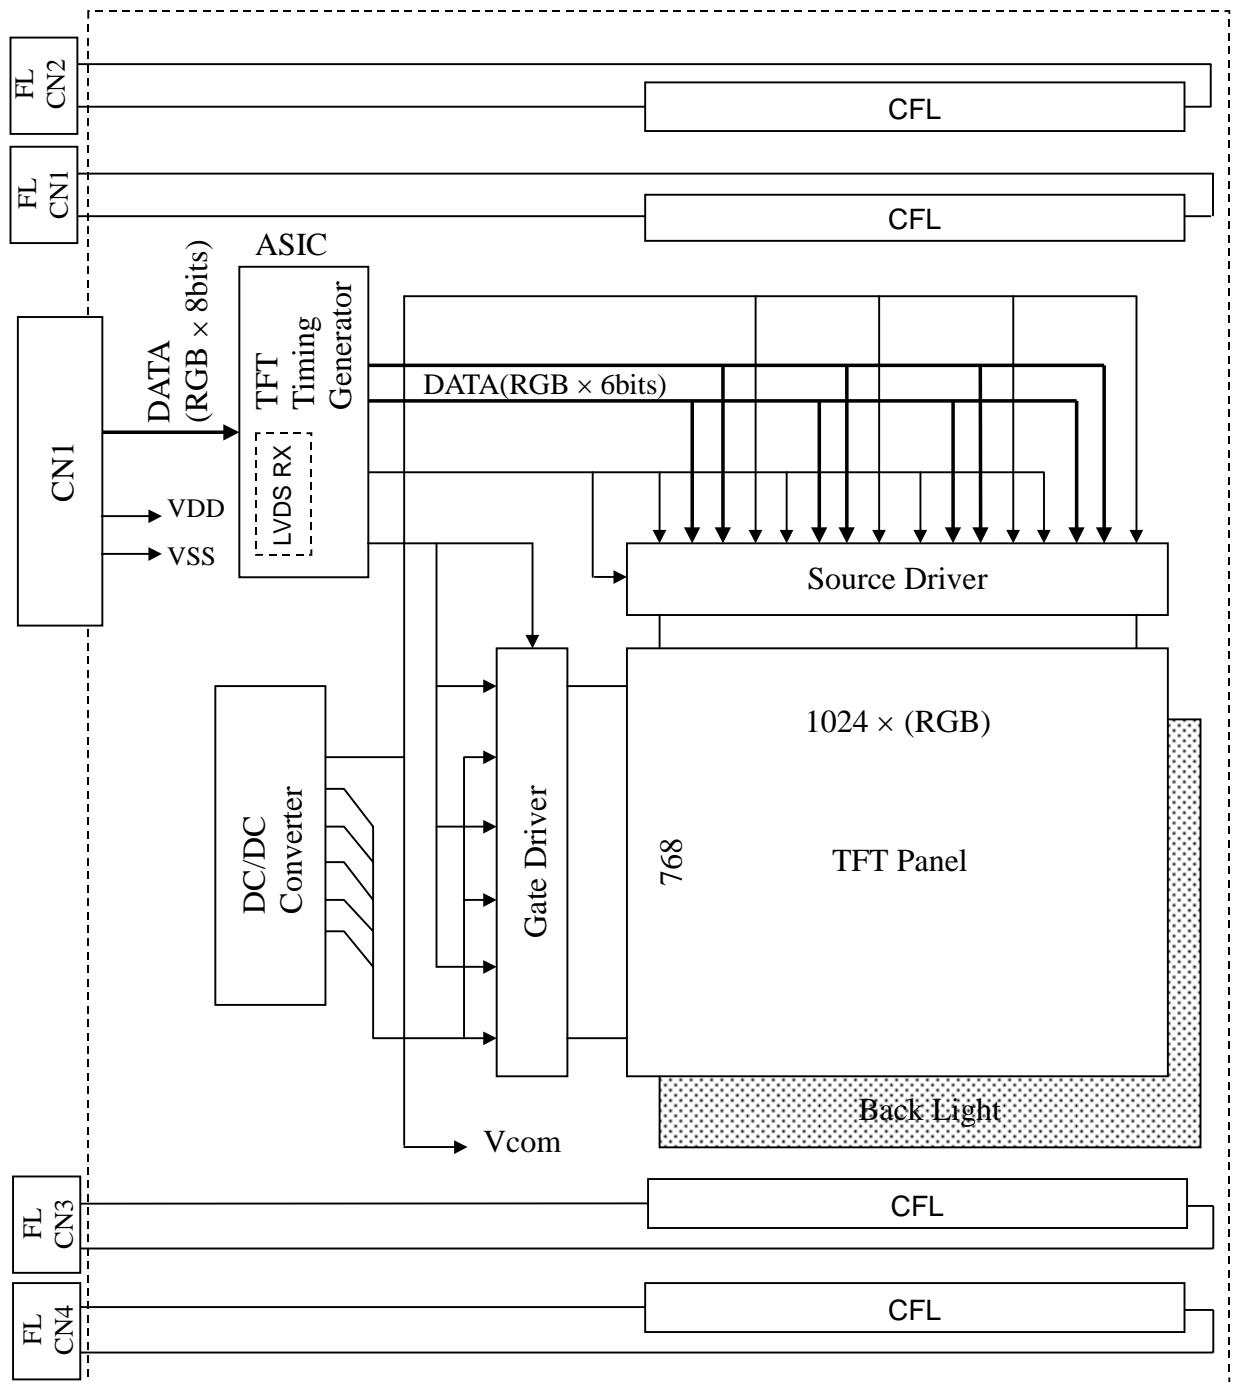 FL
CN2
CFL
FL
CN1
CFL
ASIC
DATA
(RGB × 8bits)
TFT
Timing
Generator
DATA(RGB × 6bits)
CN1
LVDS RX
VDD
VSS
Source Driver
1024 × (RGB)
DC/DC
Converter
Gate Driver
768
TFT Panel
Back Light
Vcom
FL
CN3
CFL
FL
CN4
CFL